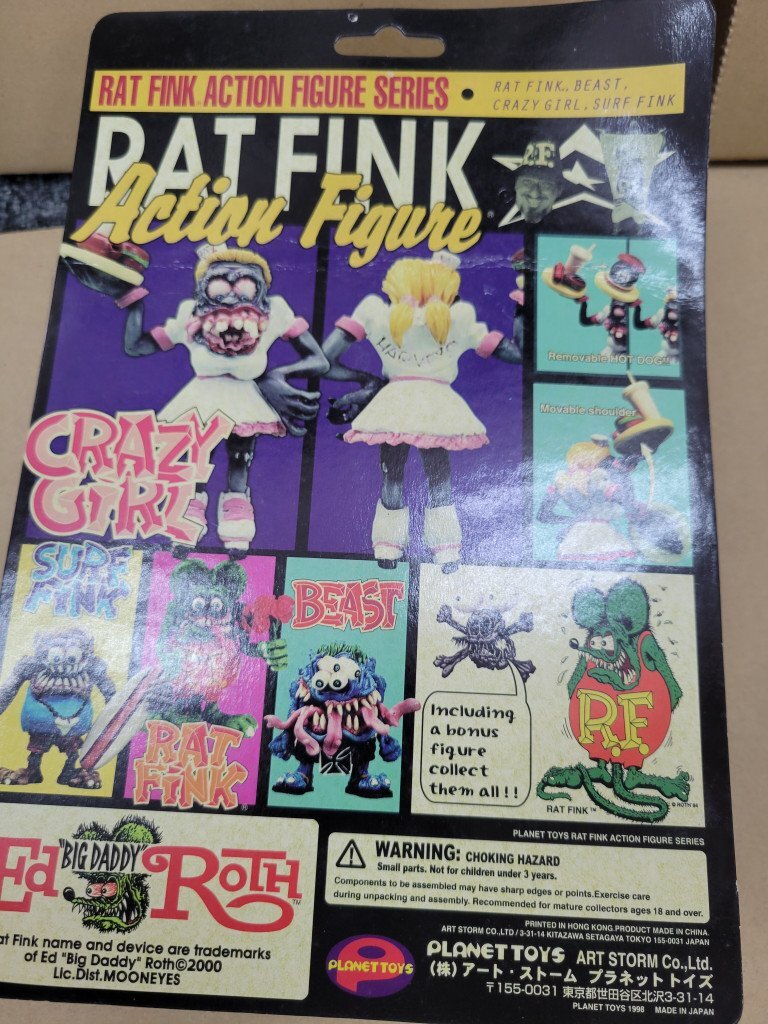 RAT FINK® ACTION FIGURE SERIES • RAT FINK., BEAST,
CRAZY GIRL, SURF FINK
RAT FINK
Action Figure®
R.F.
Removable HOT DOG!!
Movable shoulder
CRAZY
GIRL
SURF
FINK
RAT
FINK®
BEAST
Including
a bonus
figure
collect
them all!!
R.F.
RAT FINK™
© ROTH '84
PLANET TOYS RAT FINK ACTION FIGURE SERIES
Ed "BIG DADDY" ROTH™
at Fink name and device are trademarks
of Ed "Big Daddy" Roth©2000
Lic.Dist.MOONEYES
WARNING: CHOKING HAZARD
Small parts. Not for children under 3 years.
Components to be assembled may have sharp edges or points.Exercise care
during unpacking and assembly. Recommended for mature collectors ages 18 and over.
PRINTED IN HONG KONG PRODUCT MADE IN CHINA.
ART STORM CO.,LTD / 3-31-14 KITAZAWA SETAGAYA TOKYO 155-0031 JAPAN
PLANET TOYS
PLANET TOYS ART STORM Co.,Ltd.
(株)アート・ストーム プラネットトイズ
〒155-0031 東京都世田谷区北沢3-31-14
PLANET TOYS 1998 MADE IN JAPAN